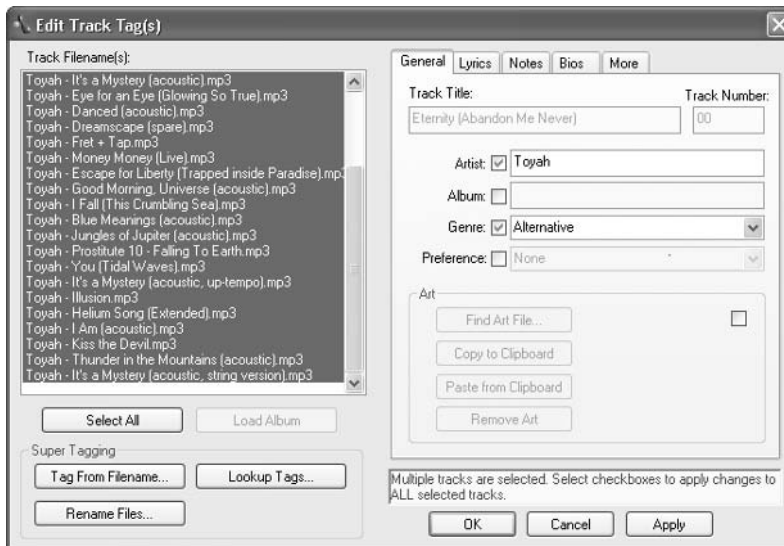 Edit Track Tag(s)
Track Filename(s):
Toyah - It's a Mystery (acoustic).mp3
Toyah - Eye for an Eye (Glowing So True).mp3
Toyah - Danced (acoustic).mp3
Toyah - Dreamscape (spare).mp3
Toyah - Fret + Tap.mp3
Toyah - Money Money (Live).mp3
Toyah - Escape for Liberty (Trapped inside Paradise).mp3
Toyah - Good Morning, Universe (acoustic).mp3
Toyah - I Fall (This Crumbling Sea).mp3
Toyah - Blue Meanings (acoustic).mp3
Toyah - Jungles of Jupiter (acoustic).mp3
Toyah - Prostitute 10 - Falling To Earth.mp3
Toyah - You (Tidal Waves).mp3
Toyah - It's a Mystery (acoustic, up-tempo).mp3
Toyah - Illusion.mp3
Toyah - Helium Song (Extended).mp3
Toyah - I Am (acoustic).mp3
Toyah - Kiss the Devil.mp3
Toyah - Thunder in the Mountains (acoustic).mp3
Toyah - It's a Mystery (acoustic, string version).mp3
Select All
Load Album
Super Tagging
Tag From Filename...
Lookup Tags...
Rename Files...
General Lyrics Notes Bios More
Track Title: Track Number:
Eternity (Abandon Me Never) 00
Artist: Toyah
Album:
Genre: Alternative
Preference: None
Art
Find Art File...
Copy to Clipboard
Paste from Clipboard
Remove Art
Multiple tracks are selected. Select checkboxes to apply changes to
ALL selected tracks.
OK Cancel Apply